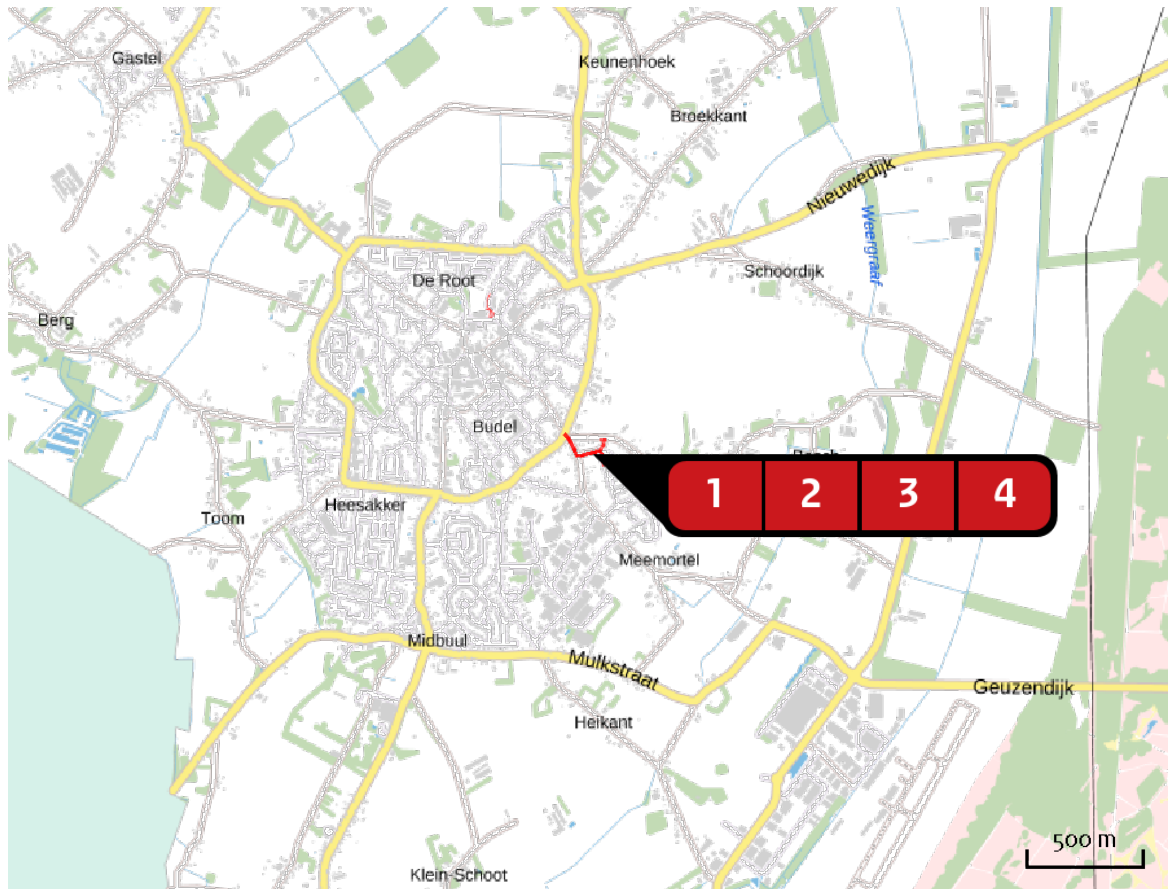 Gastel
Keunenhoek
Broekkant
Nieuwedijk
Weergraaf
De Root
Schoordijk
Berg
Budel
Heesakker
Toom
1 2 3 4
Meemortel
Midbuul
Mulkstraat
Geuzendijk
Heikant
500 m
Klein-Schoot